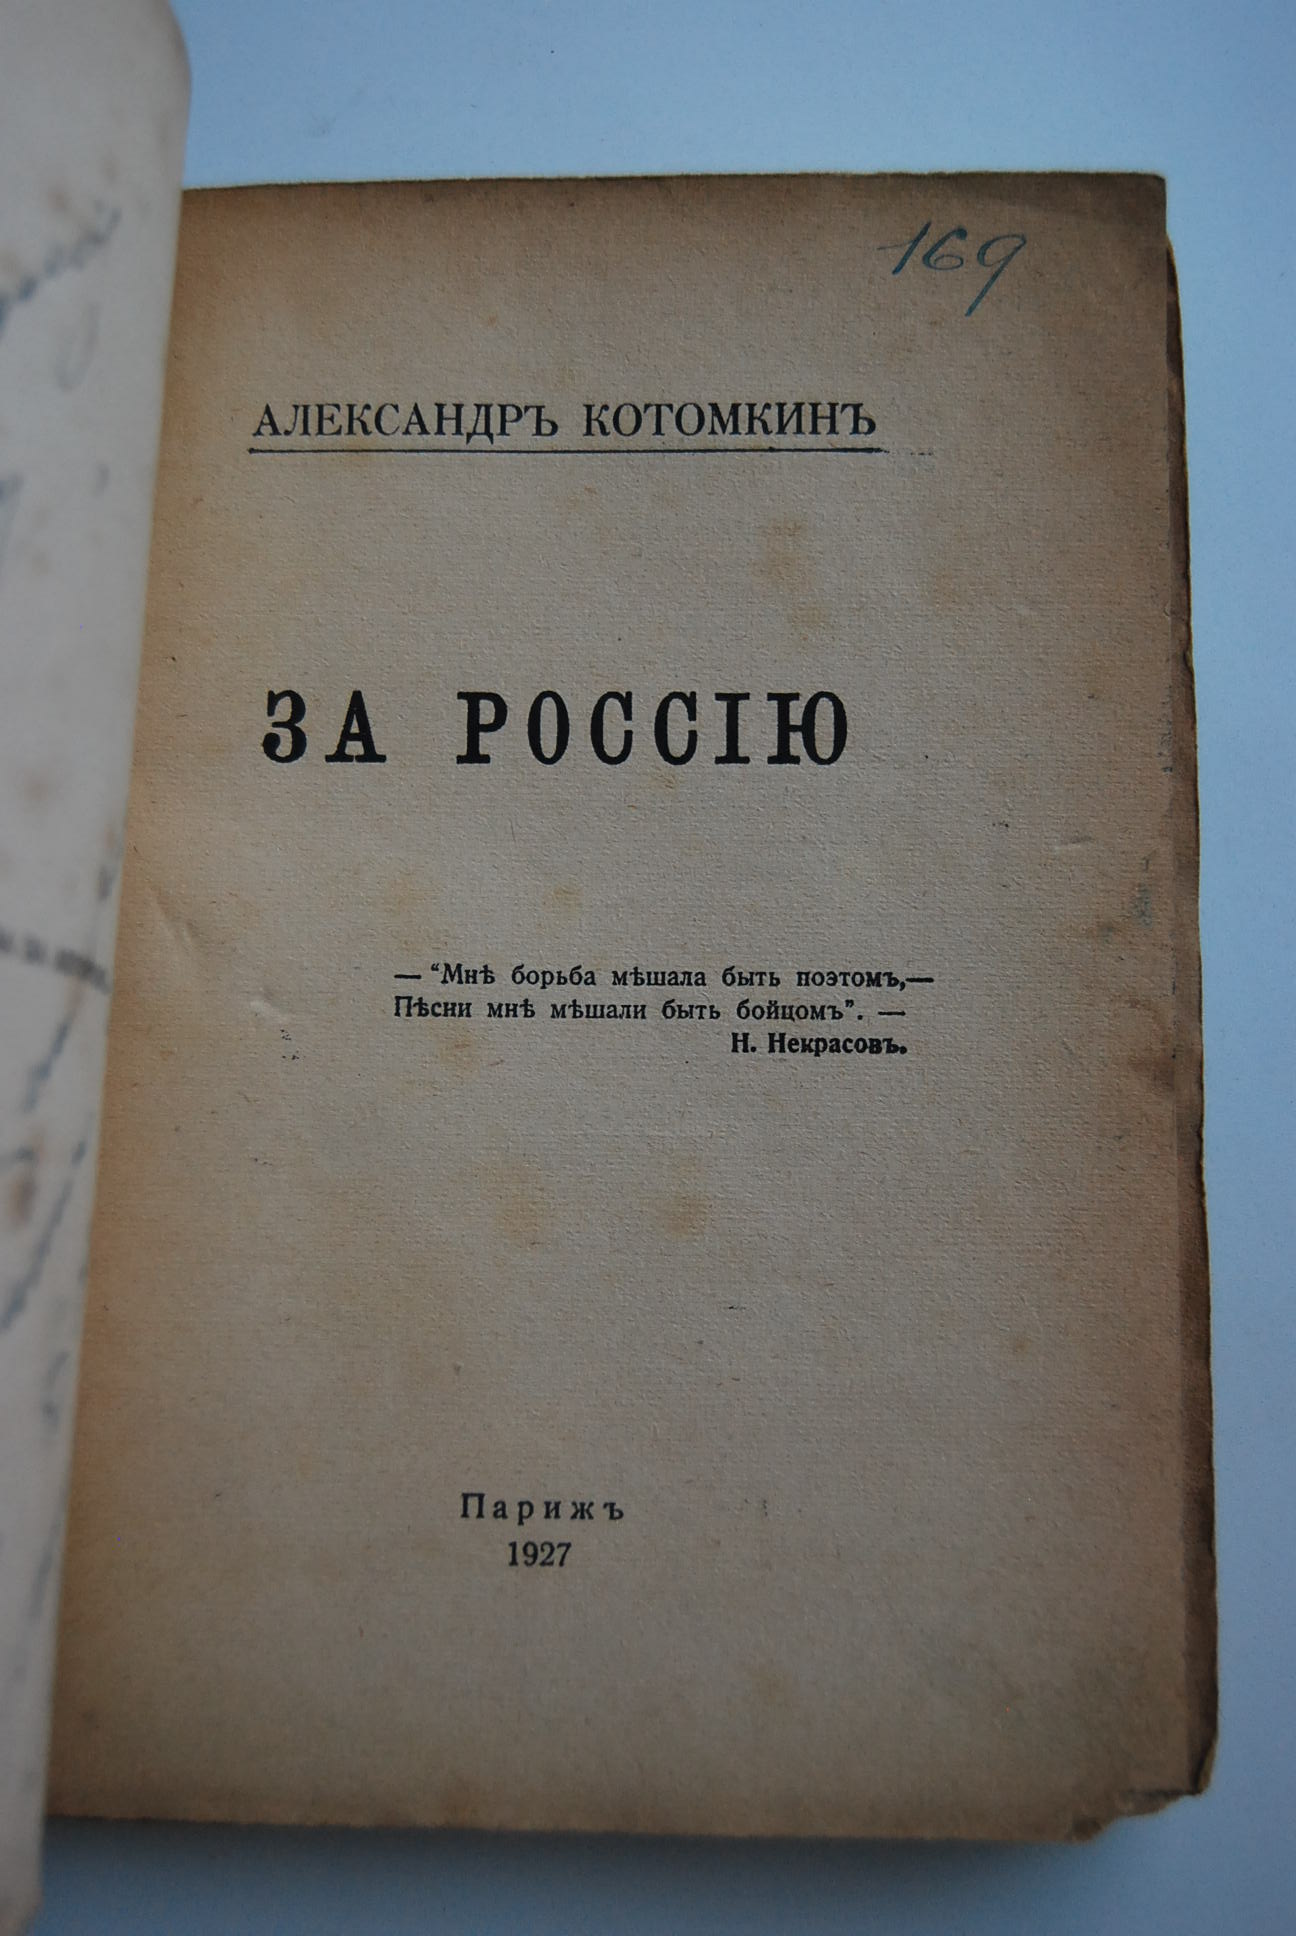 169
АЛЕКСАНДРЪ КОТОМКИНЪ
ЗА РОССІЮ
— “Мнѣ борьба мѣшала быть поэтомъ,—
Пѣсни мнѣ мѣшали быть бойцомъ”. —
Н. Некрасовъ.
Парижъ
1927